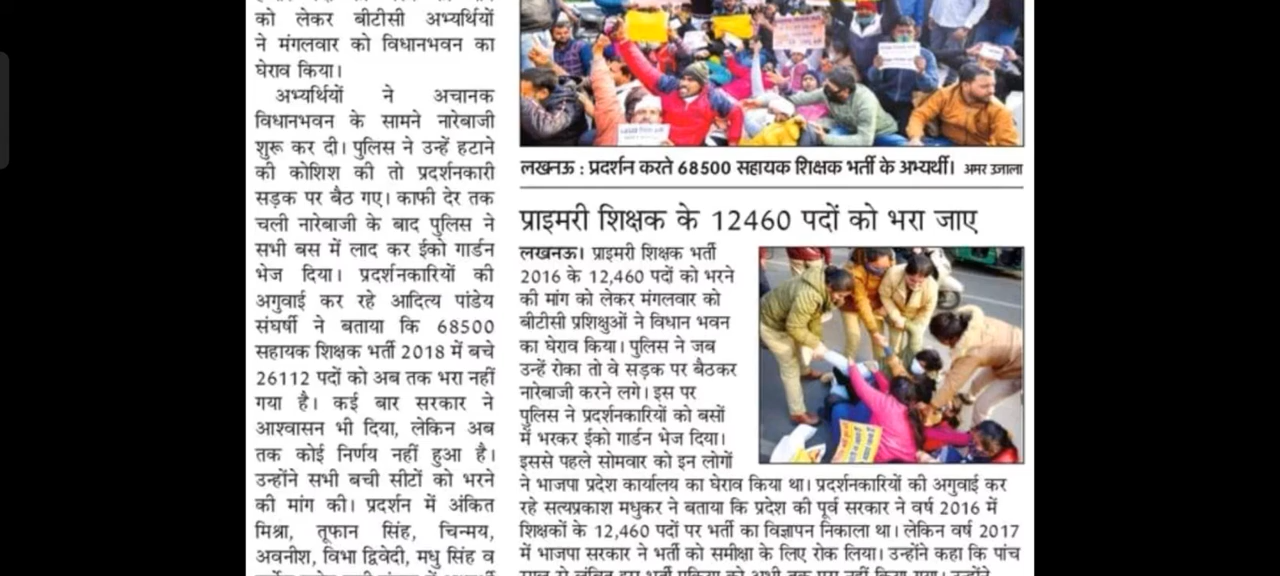 को लेकर बीटीसी अभ्यर्थियों
ने मंगलवार को विधानभवन का
घेराव किया।
अभ्यर्थियों ने अचानक
विधानभवन के सामने नारेबाजी
शुरू कर दी। पुलिस ने उन्हें हटाने
की कोशिश की तो प्रदर्शनकारी
सड़क पर बैठ गए। काफी देर तक
चली नारेबाजी के बाद पुलिस ने
सभी बस में लाद कर ईको गार्डन
भेज दिया। प्रदर्शनकारियों की
अगुवाई कर रहे आदित्य पांडेय
संघर्षी ने बताया कि 68500
सहायक शिक्षक भर्ती 2018 में बचे
26112 पदों को अब तक भरा नहीं
गया है। कई बार सरकार ने
आश्वासन भी दिया, लेकिन अब
तक कोई निर्णय नहीं हुआ है।
उन्होंने सभी बची सीटों को भरने
की मांग की। प्रदर्शन में अंकित
मिश्रा, तूफान सिंह, चिन्मय,
अवनीश, विभा द्विवेदी, मधु सिंह व
लखनऊ : प्रदर्शन करते 68500 सहायक शिक्षक भर्ती के अभ्यर्थी। अमर उजाला
प्राइमरी शिक्षक के 12460 पदों को भरा जाए
लखनऊ। प्राइमरी शिक्षक भर्ती
2016 के 12,460 पदों को भरने
की मांग को लेकर मंगलवार को
बीटीसी प्रशिक्षुओं ने विधान भवन
का घेराव किया। पुलिस ने जब
उन्हें रोका तो वे सड़क पर बैठकर
नारेबाजी करने लगे। इस पर
पुलिस ने प्रदर्शनकारियों को बसों
में भरकर ईको गार्डन भेज दिया।
इससे पहले सोमवार को इन लोगों
ने भाजपा प्रदेश कार्यालय का घेराव किया था। प्रदर्शनकारियों की अगुवाई कर
रहे सत्यप्रकाश मधुकर ने बताया कि प्रदेश की पूर्व सरकार ने वर्ष 2016 में
शिक्षकों के 12,460 पदों पर भर्ती का विज्ञापन निकाला था। लेकिन वर्ष 2017
में भाजपा सरकार ने भर्ती को समीक्षा के लिए रोक लिया। उन्होंने कहा कि पांच